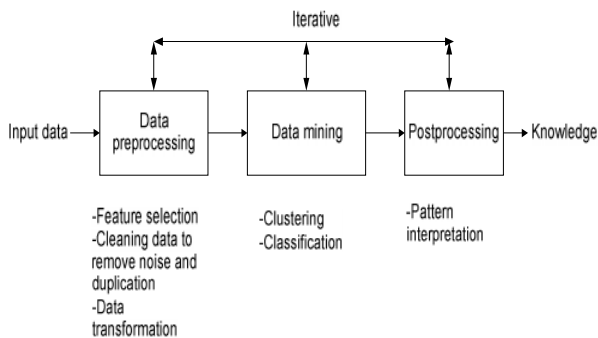 Iterative
Input data
Data
preprocessing
Data mining
Postprocessing
Knowledge
-Feature selection
-Cleaning data to
remove noise and
duplication
-Data
transformation
-Clustering
-Classification
-Pattern
interpretation